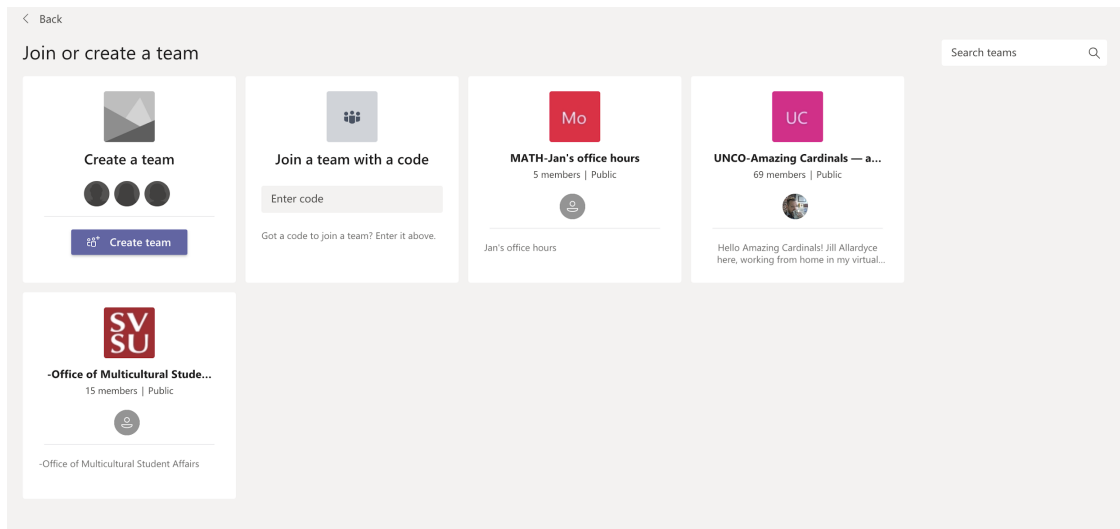 Back
Join or create a team
Search teams
Create a team
Create team
Join a team with a code
Enter code
Got a code to join a team? Enter it above.
Mo
MATH-Jan's office hours
5 members | Public
Jan's office hours
UC
UNCO-Amazing Cardinals — a...
69 members | Public
Hello Amazing Cardinals! Jill Allardyce
here, working from home in my virtual...
SV
SU
-Office of Multicultural Stude...
15 members | Public
-Office of Multicultural Student Affairs